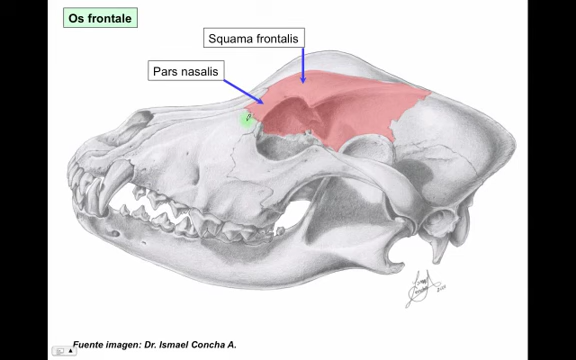 Os frontale
Squama frontalis
Pars nasalis
Fuente imagen: Dr. Ismael Concha A.